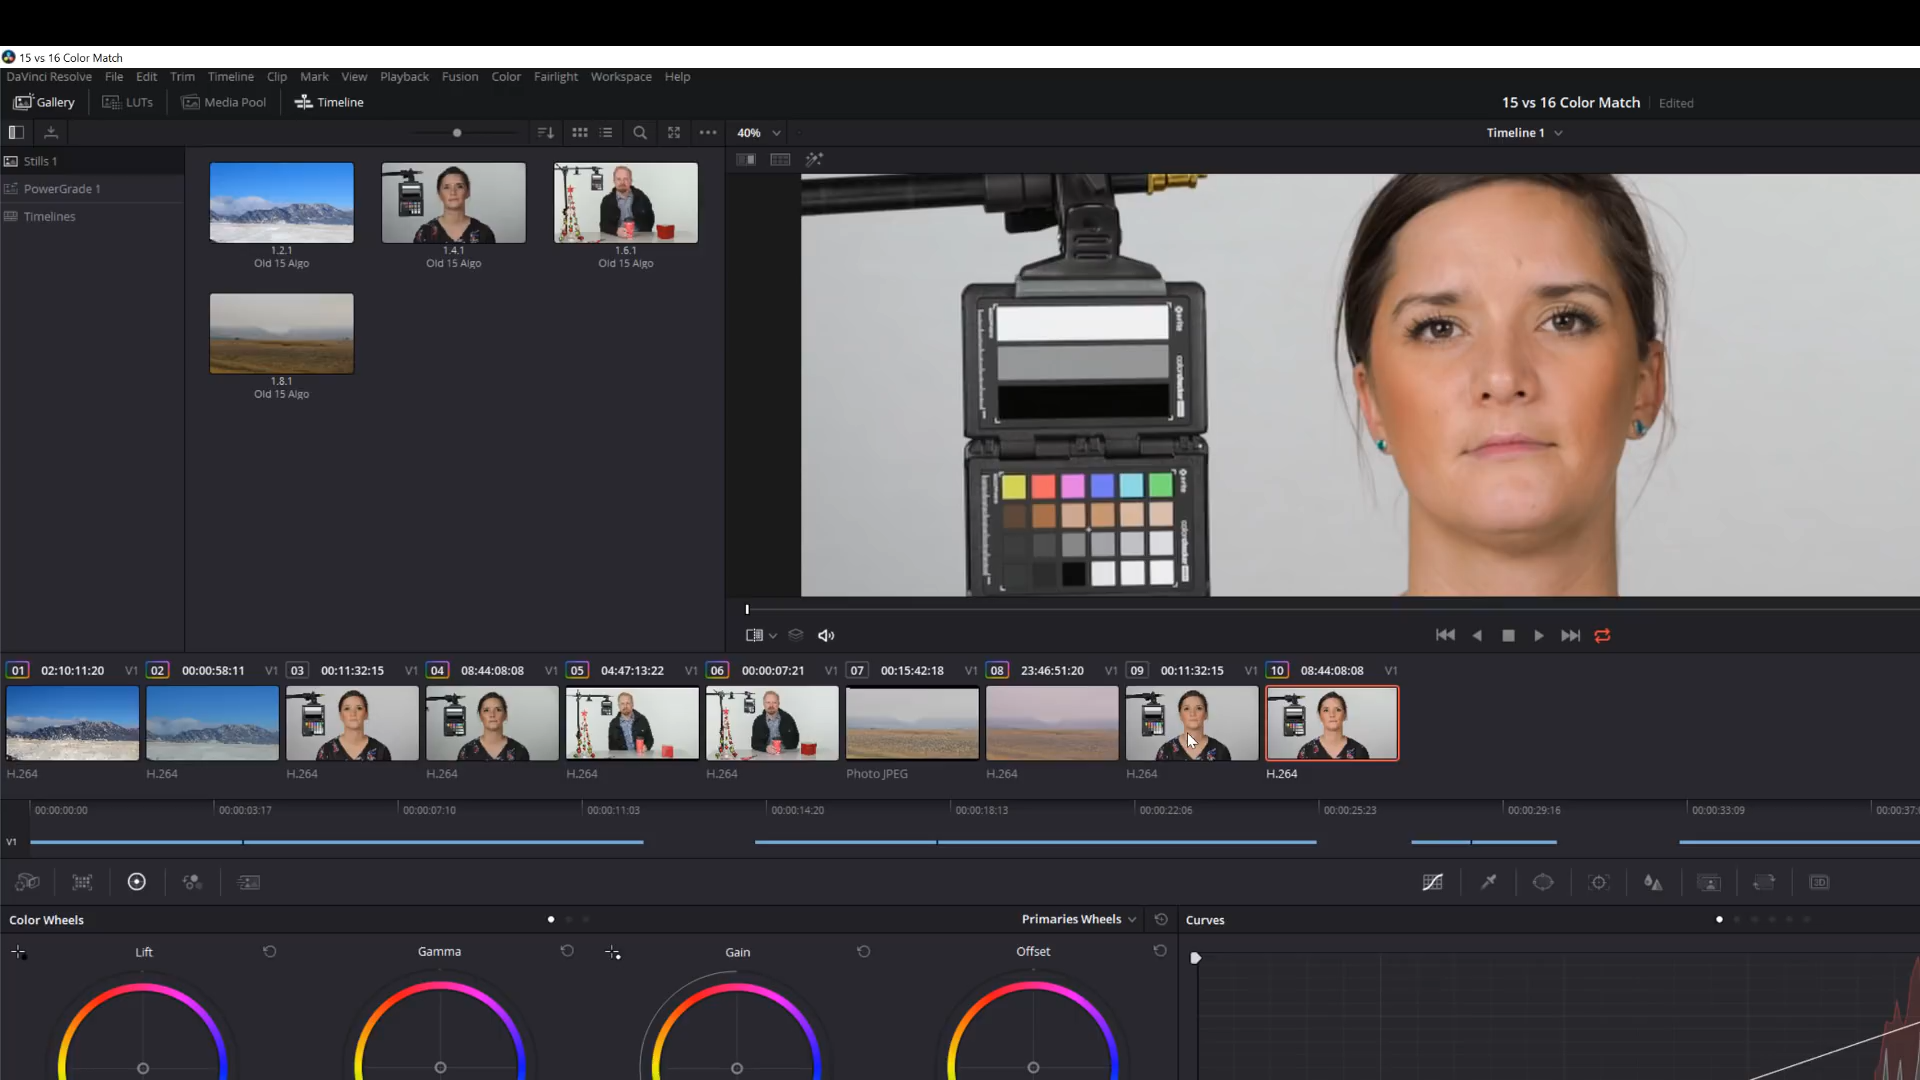 15 vs 16 Color Match
DaVinci Resolve File Edit Trim Timeline Clip Mark View Playback Fusion Color Fairlight Workspace Help
Gallery LUTs Media Pool Timeline 15 vs 16 Color Match Edited
40% Timeline 1
Stills 1
PowerGrade 1
Timelines
1.2.1 1.4.1 1.6.1
Old 15 Algo Old 15 Algo Old 15 Algo
1.8.1
Old 15 Algo
01 02:10:11:20 V1 02 00:00:58:11 V1 03 00:11:32:15 V1 04 08:44:08:08 V1 05 04:47:13:22 V1 06 00:00:07:21 V1 07 00:15:42:18 V1 08 23:46:51:20 V1 09 00:11:32:15 V1 10 08:44:08:08 V1
H.264 H.264 H.264 H.264 H.264 H.264 Photo JPEG H.264 H.264 H.264
00:00:00:00 00:00:03:17 00:00:07:10 00:00:11:03 00:00:14:20 00:00:18:13 00:00:22:06 00:00:25:23 00:00:29:16 00:00:33:09 00:00:37:
V1
3D
Color Wheels Primaries Wheels Curves
Lift Gamma Gain Offset